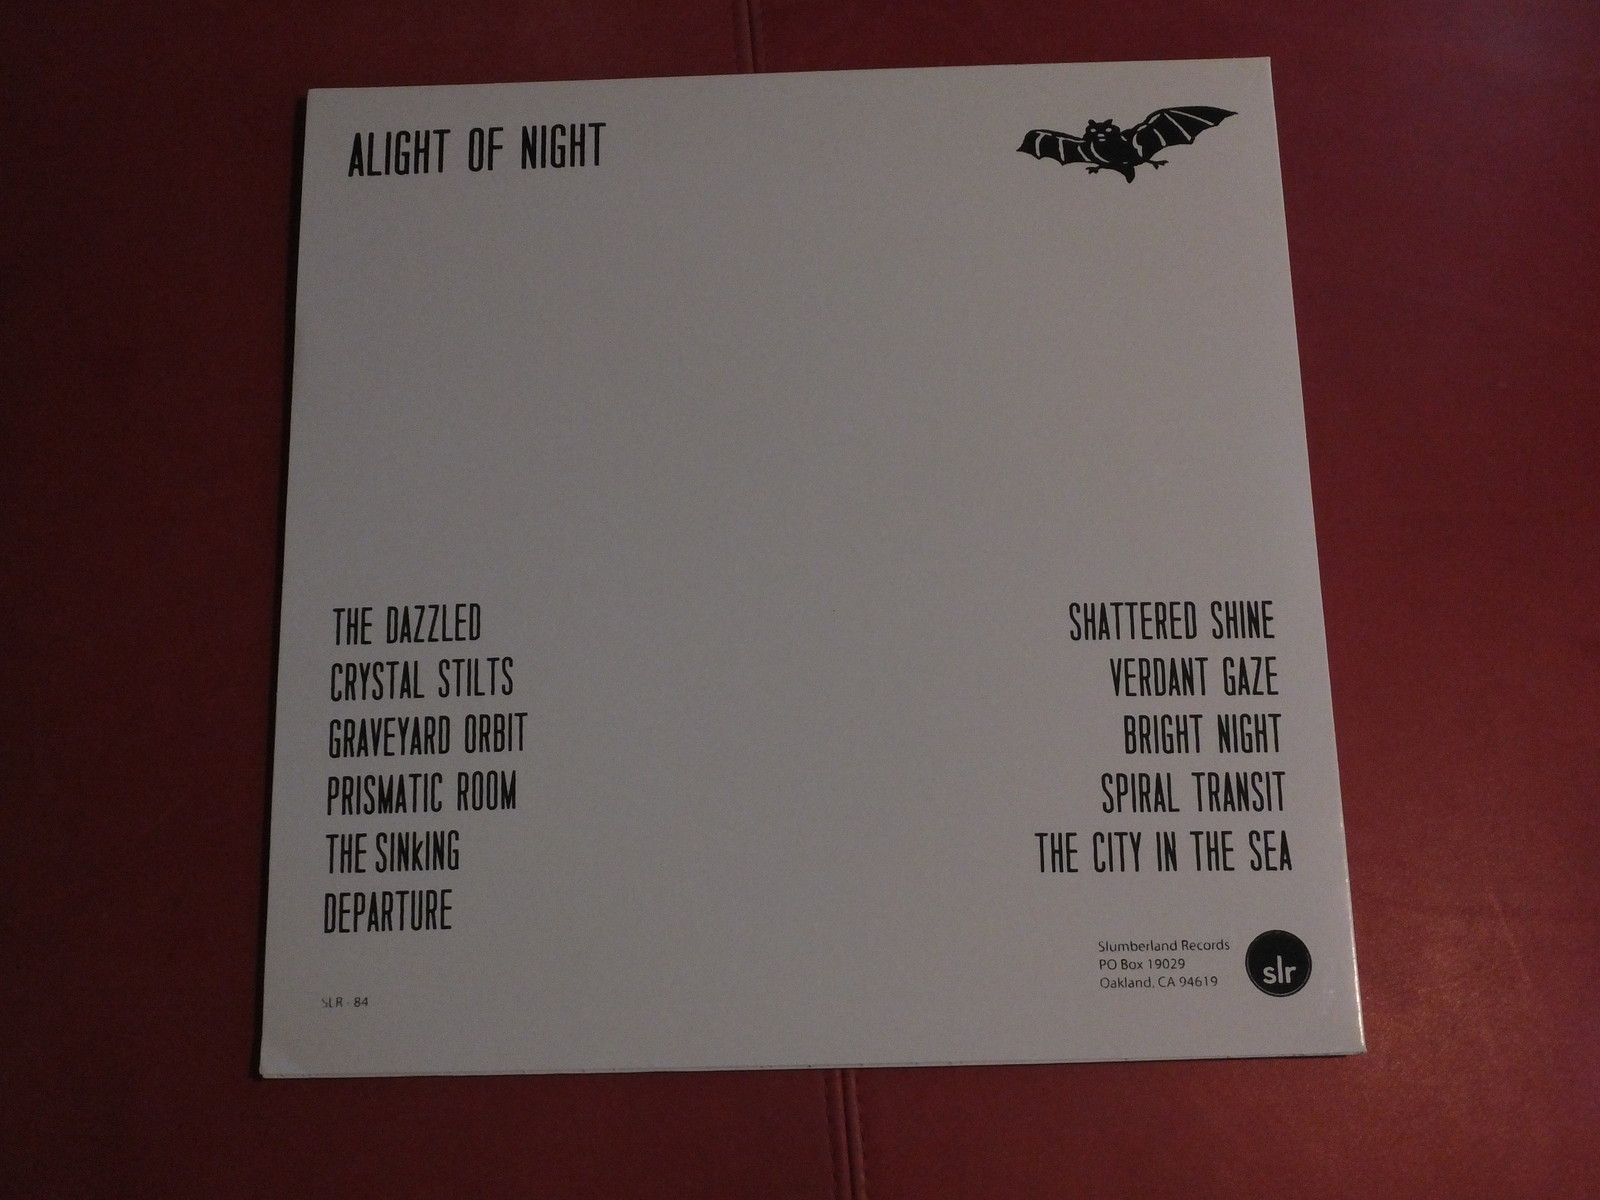 ALIGHT OF NIGHT
THE DAZZLED
CRYSTAL STILTS
GRAVEYARD ORBIT
PRISMATIC ROOM
THE SINKING
DEPARTURE
SHATTERED SHINE
VERDANT GAZE
BRIGHT NIGHT
SPIRAL TRANSIT
THE CITY IN THE SEA
SLR - 84
Slumberland Records
PO Box 19029
Oakland, CA 94619
slr